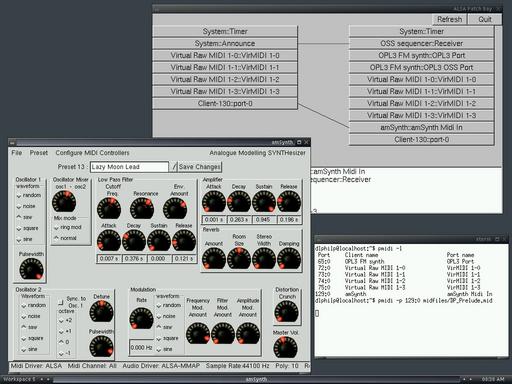 ALSA Patch Bay
Refresh
Quit
System::Timer
System::Timer
System::Announce
OSS sequencer::Receiver
Virtual Raw MIDI 1-0::VirMIDI 1-0
OPL3 FM synth::OPL3 Port
Virtual Raw MIDI 1-1::VirMIDI 1-1
OPL3 FM synth::OPL3 OSS Port
Virtual Raw MIDI 1-2::VirMIDI 1-2
Virtual Raw MIDI 1-0::VirMIDI 1-0
Virtual Raw MIDI 1-3::VirMIDI 1-3
Virtual Raw MIDI 1-1::VirMIDI 1-1
Client-130::port-0
Virtual Raw MIDI 1-2::VirMIDI 1-2
Virtual Raw MIDI 1-3::VirMIDI 1-3
amSynth::amSynth Midi In
Client-130::port-0
amSynth
File Preset Configure MIDI Controllers Analogue Modelling SYNTHesizer
Preset 13 : Lazy Moon Lead / Save Changes
Oscillator 1
waveform
random
noise
saw
square
sine
Pulsewidth
Oscillator Mixer
osc1 - osc2
Mix mode
ring mod
normal
Low Pass Filter
Cutoff Freq.
Resonance
Env. Amount
Attack Decay Sustain Release
0.007 s 0.376 s 0.000 0.121 s
Amplifier
Attack Decay Sustain Release
0.001 s 0.263 s 0.945 0.196 s
Reverb
Amount
Room Size
Stereo Width
Damping
Oscillator 2
Waveform
random
noise
saw
square
sine
Sync to Osc. 1
octave
+2
+1
0
-1
Detune
Pulsewidth
Modulation
Rate
0.000 Hz
waveform
random
noise
saw
square
sine
Frequency Mod. Amount
Filter Mod. Amount
Amplitude Mod. Amount
Distortion Crunch
Master Vol.
Midi Driver: ALSA Midi Channel: All Audio Driver: ALSA-MMAP Sample Rate:44100 Hz Poly: 10
amSynth Midi In
sequencer::Receiver
-3
xterm
dlphilp@localhost:~$ pmidi -l
Port Client name Port name
65:0 OPL3 FM synth OPL3 Port
72:0 Virtual Raw MIDI 1-0 VirMIDI 1-0
73:0 Virtual Raw MIDI 1-1 VirMIDI 1-1
74:0 Virtual Raw MIDI 1-2 VirMIDI 1-2
75:0 Virtual Raw MIDI 1-3 VirMIDI 1-3
129:0 amSynth amSynth Midi In
dlphilp@localhost:~$ pmidi -p 129:0 midfiles/DP_Prelude.mid
Workspace 5
amSynth